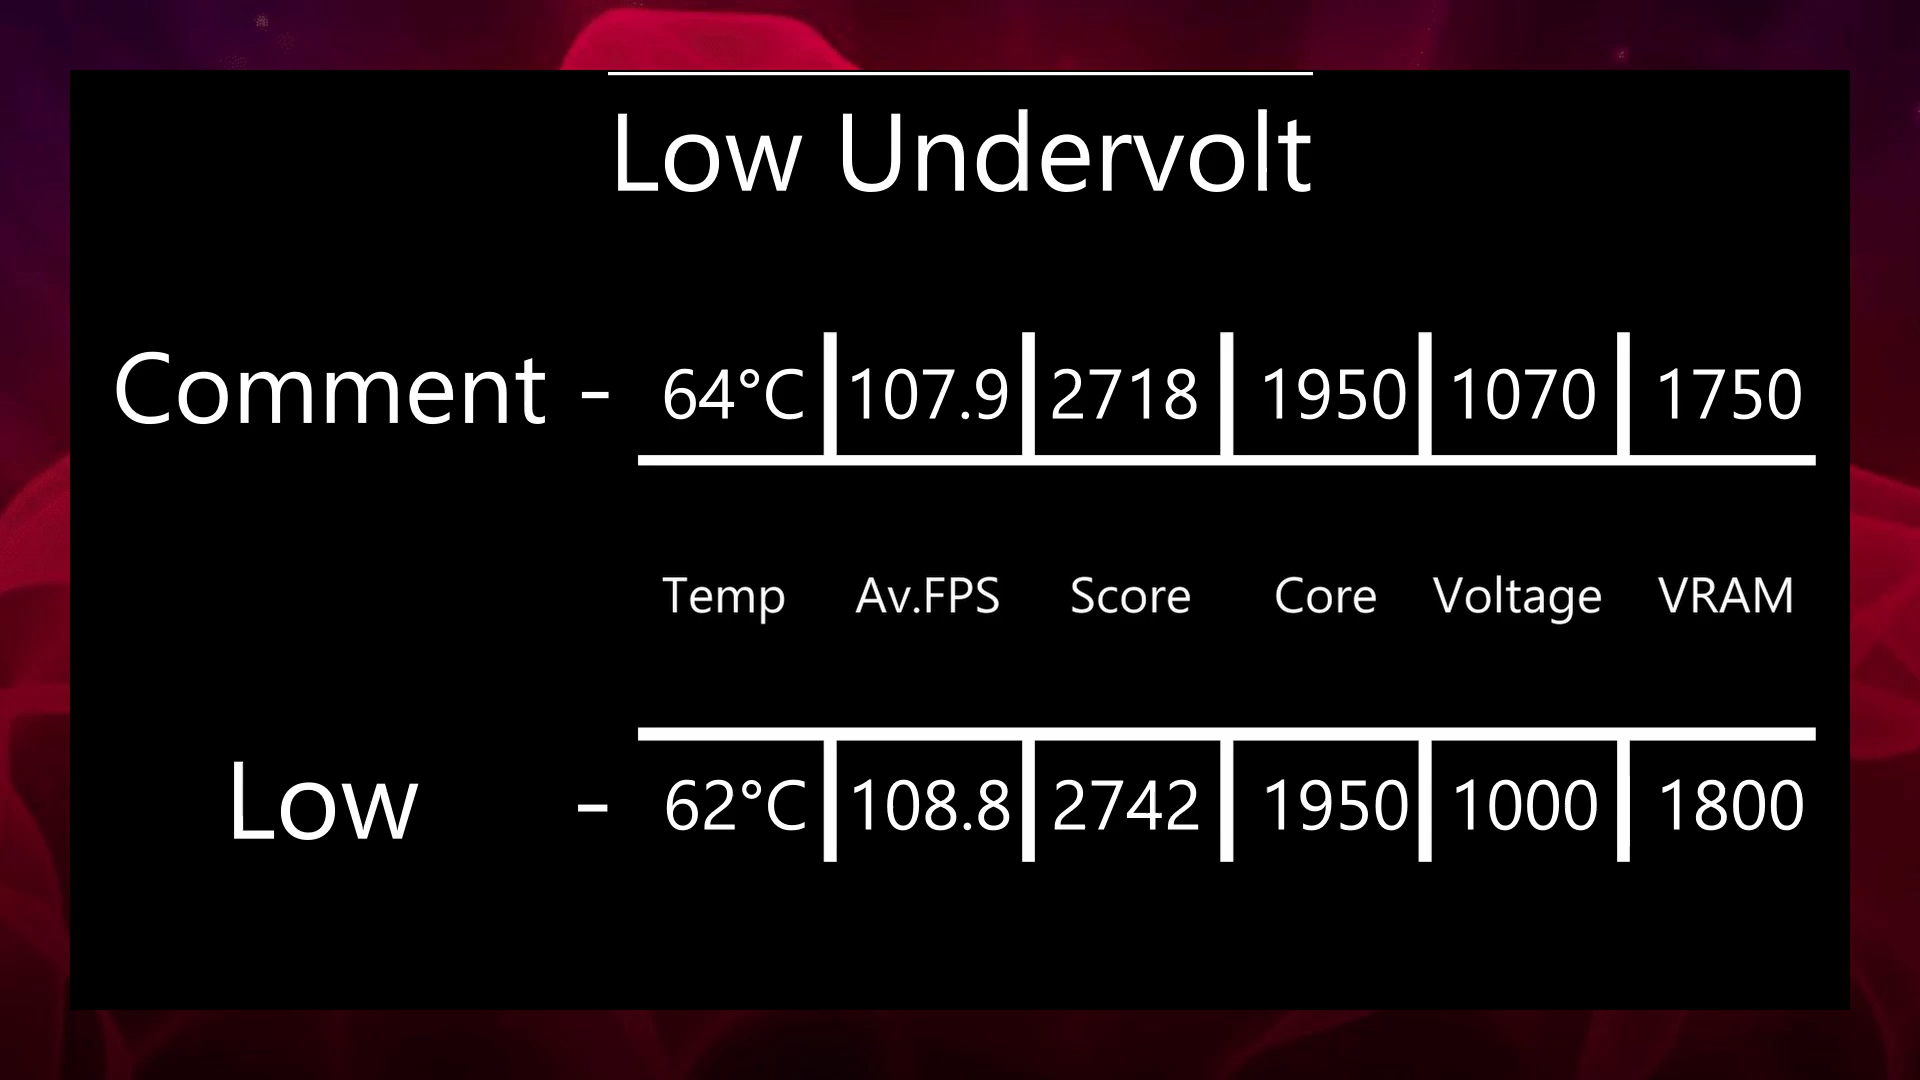 Low Undervolt
Comment - 64°C 107.9 2718 1950 1070 1750
Temp Av.FPS Score Core Voltage VRAM
Low - 62°C 108.8 2742 1950 1000 1800